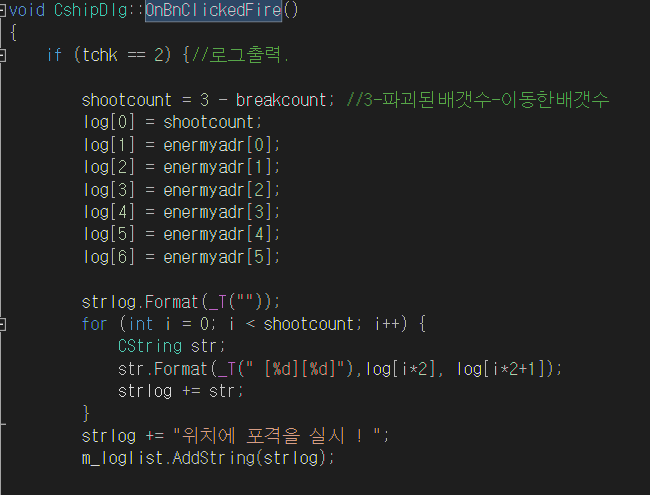 void CshipDlg::OnBnClickedFire()
{
if (tchk == 2) {//로그출력.
shootcount = 3 - breakcount; //3-파괴된배갯수-이동한배갯수
log[0] = shootcount;
log[1] = enermyadr[0];
log[2] = enermyadr[1];
log[3] = enermyadr[2];
log[4] = enermyadr[3];
log[5] = enermyadr[4];
log[6] = enermyadr[5];
strlog.Format(_T(""));
for (int i = 0; i < shootcount; i++) {
CString str;
str.Format(_T(" [%d][%d]"),log[i*2], log[i*2+1]);
strlog += str;
}
strlog += "위치에 포격을 실시 ! ";
m_loglist.AddString(strlog);